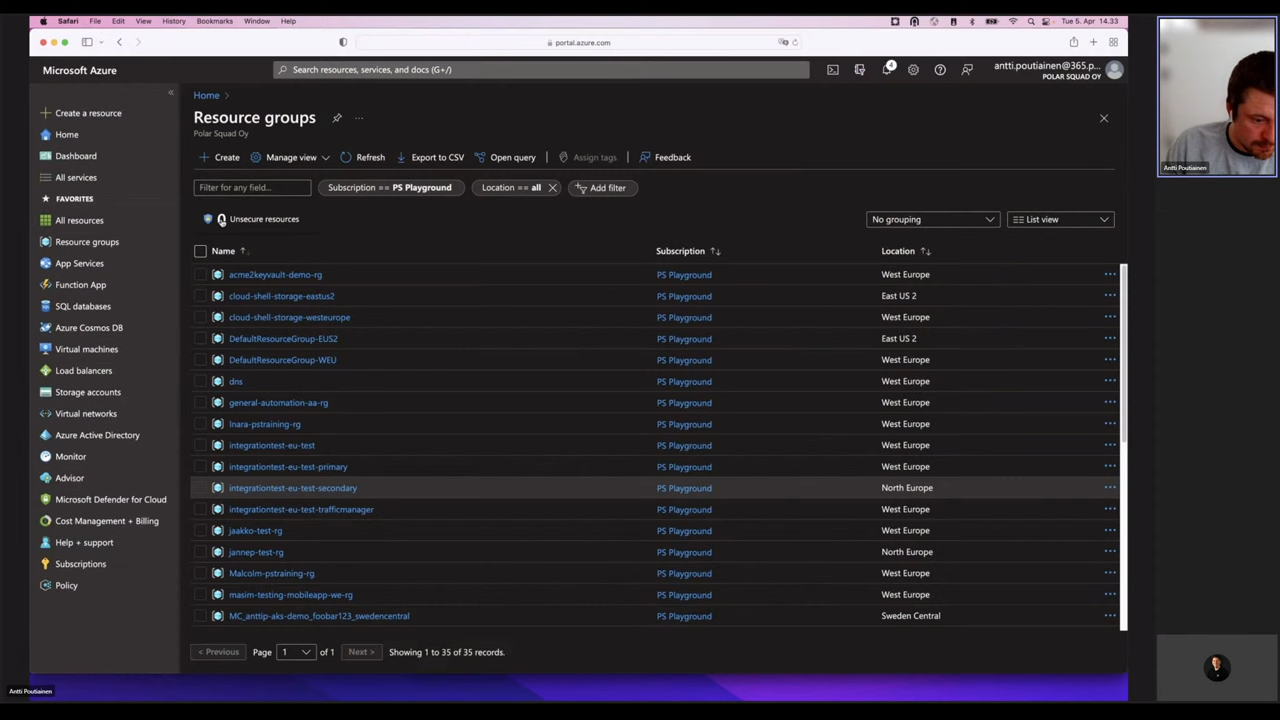 Safari File Edit View History Bookmarks Window Help Tue 5. Apr 14.33
portal.azure.com
Microsoft Azure
Search resources, services, and docs (G+/)
4
antti.poutiainen@365.p...
POLAR SQUAD OY
Create a resource
Home
Dashboard
All services
FAVORITES
All resources
Resource groups
App Services
Function App
SQL databases
Azure Cosmos DB
Virtual machines
Load balancers
Storage accounts
Virtual networks
Azure Active Directory
Monitor
Advisor
Microsoft Defender for Cloud
Cost Management + Billing
Help + support
Subscriptions
Policy
Home
Resource groups
Polar Squad Oy
Create Manage view Refresh Export to CSV Open query Assign tags Feedback
Filter for any field... Subscription == PS Playground Location == all Add filter
0 Unsecure resources No grouping List view
Name Subscription Location
acme2keyvault-demo-rg PS Playground West Europe
cloud-shell-storage-eastus2 PS Playground East US 2
cloud-shell-storage-westeurope PS Playground West Europe
DefaultResourceGroup-EUS2 PS Playground East US 2
DefaultResourceGroup-WEU PS Playground West Europe
dns PS Playground West Europe
general-automation-aa-rg PS Playground West Europe
Inara-pstraining-rg PS Playground West Europe
integrationtest-eu-test PS Playground West Europe
integrationtest-eu-test-primary PS Playground West Europe
integrationtest-eu-test-secondary PS Playground North Europe
integrationtest-eu-test-trafficmanager PS Playground West Europe
jaakko-test-rg PS Playground West Europe
jannep-test-rg PS Playground North Europe
Malcolm-pstraining-rg PS Playground West Europe
masim-testing-mobileapp-we-rg PS Playground West Europe
MC_anttip-aks-demo_foobar123_swedencentral PS Playground Sweden Central
< Previous Page 1 of 1 Next > Showing 1 to 35 of 35 records.
Antti Poutiainen
Antti Poutiainen